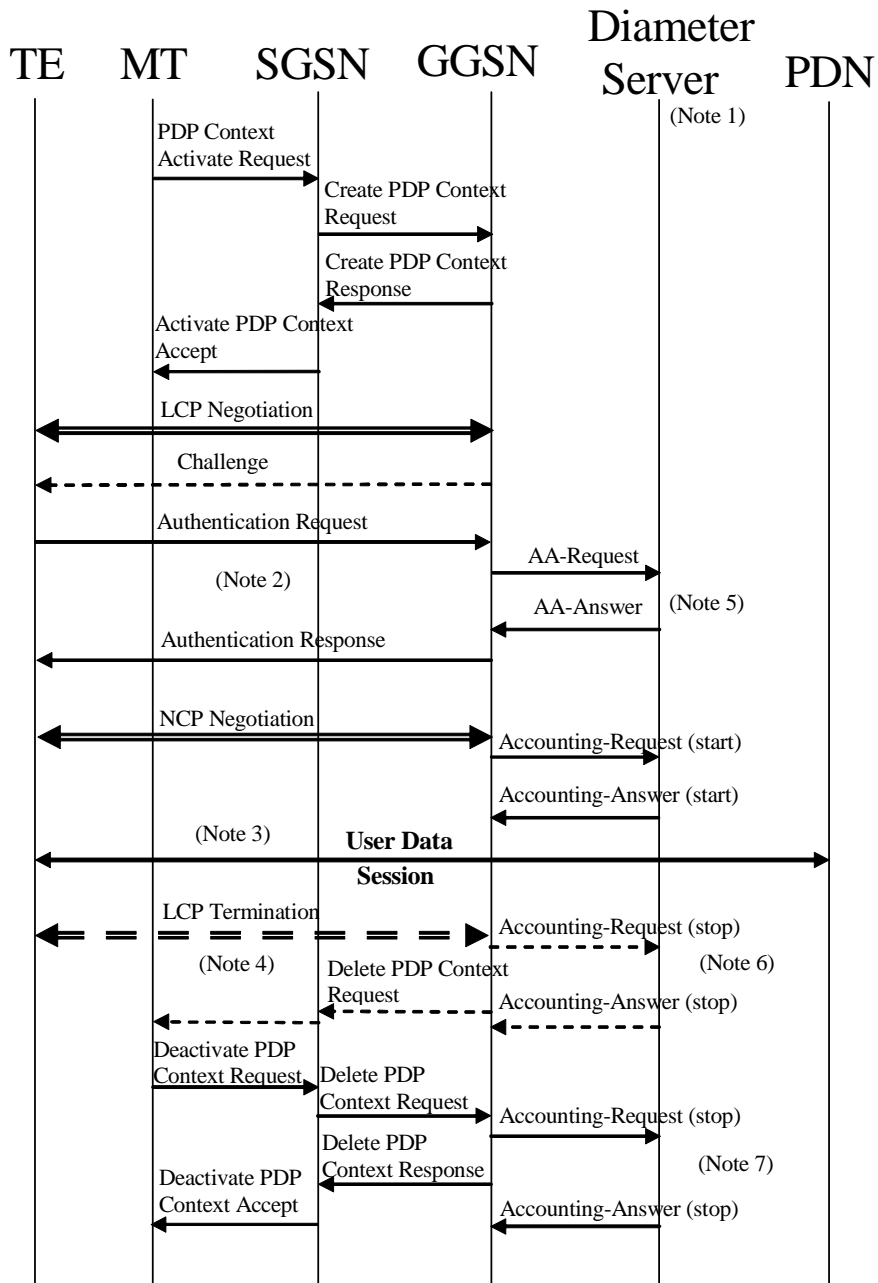 TE
MT
SGSN
GGSN
Diameter
Server
PDN
(Note 1)
PDP Context
Activate Request
Create PDP Context
Request
Create PDP Context
Response
Activate PDP Context
Accept
LCP Negotiation
Challenge
Authentication Request
AA-Request
(Note 2)
AA-Answer
(Note 5)
Authentication Response
NCP Negotiation
Accounting-Request (start)
Accounting-Answer (start)
(Note 3)
User Data
Session
LCP Termination
Accounting-Request (stop)
(Note 4)
(Note 6)
Delete PDP Context
Request
Accounting-Answer (stop)
Deactivate PDP
Context Request
Delete PDP
Context Request
Accounting-Request (stop)
Delete PDP
Context Response
(Note 7)
Deactivate PDP
Context Accept
Accounting-Answer (stop)